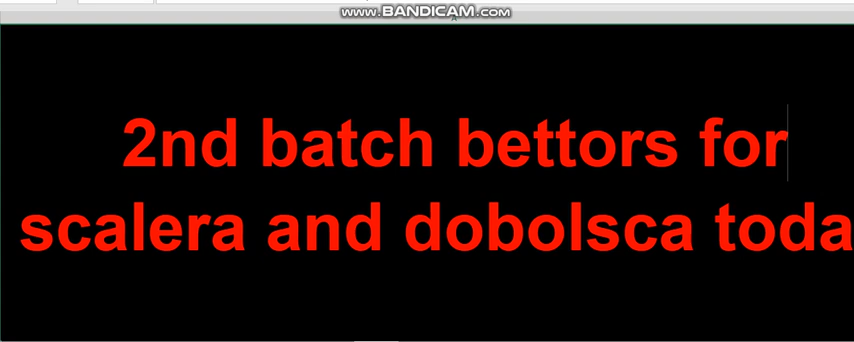 WWW.BANDICAM.COM
2nd batch bettors for
scalera and dobolsca toda